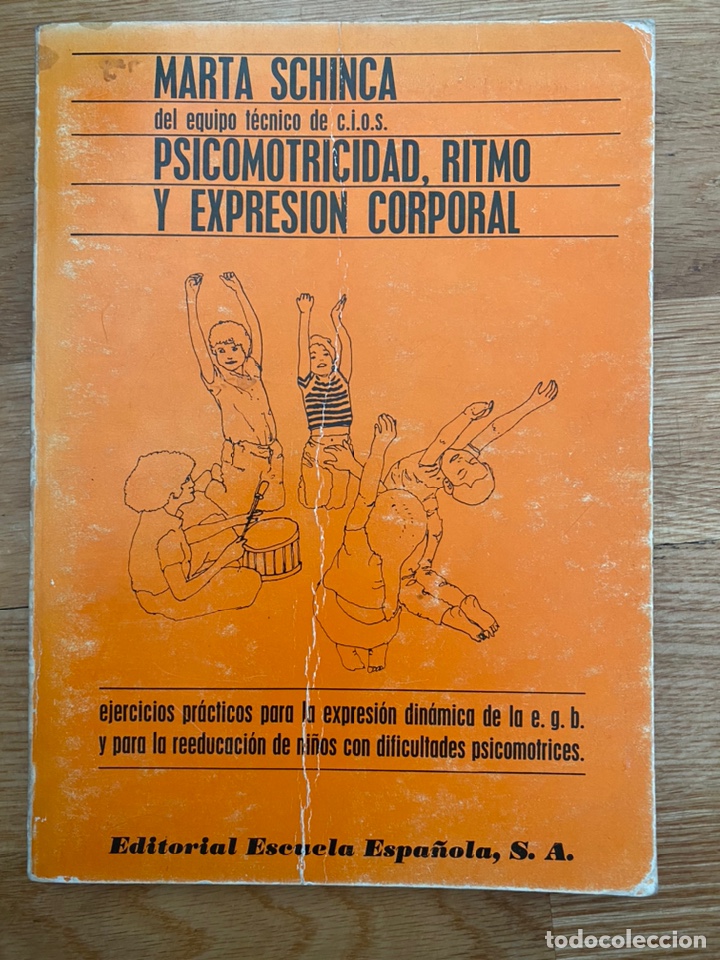 MARTA SCHINCA
del equipo técnico de c.i.o.s.
PSICOMOTRICIDAD, RITMO
Y EXPRESION CORPORAL
ejercicios prácticos para la expresión dinámica de la e. g. b.
y para la reeducación de niños con dificultades psicomotrices.
Editorial Escuela Española, S. A.
todocoleccion